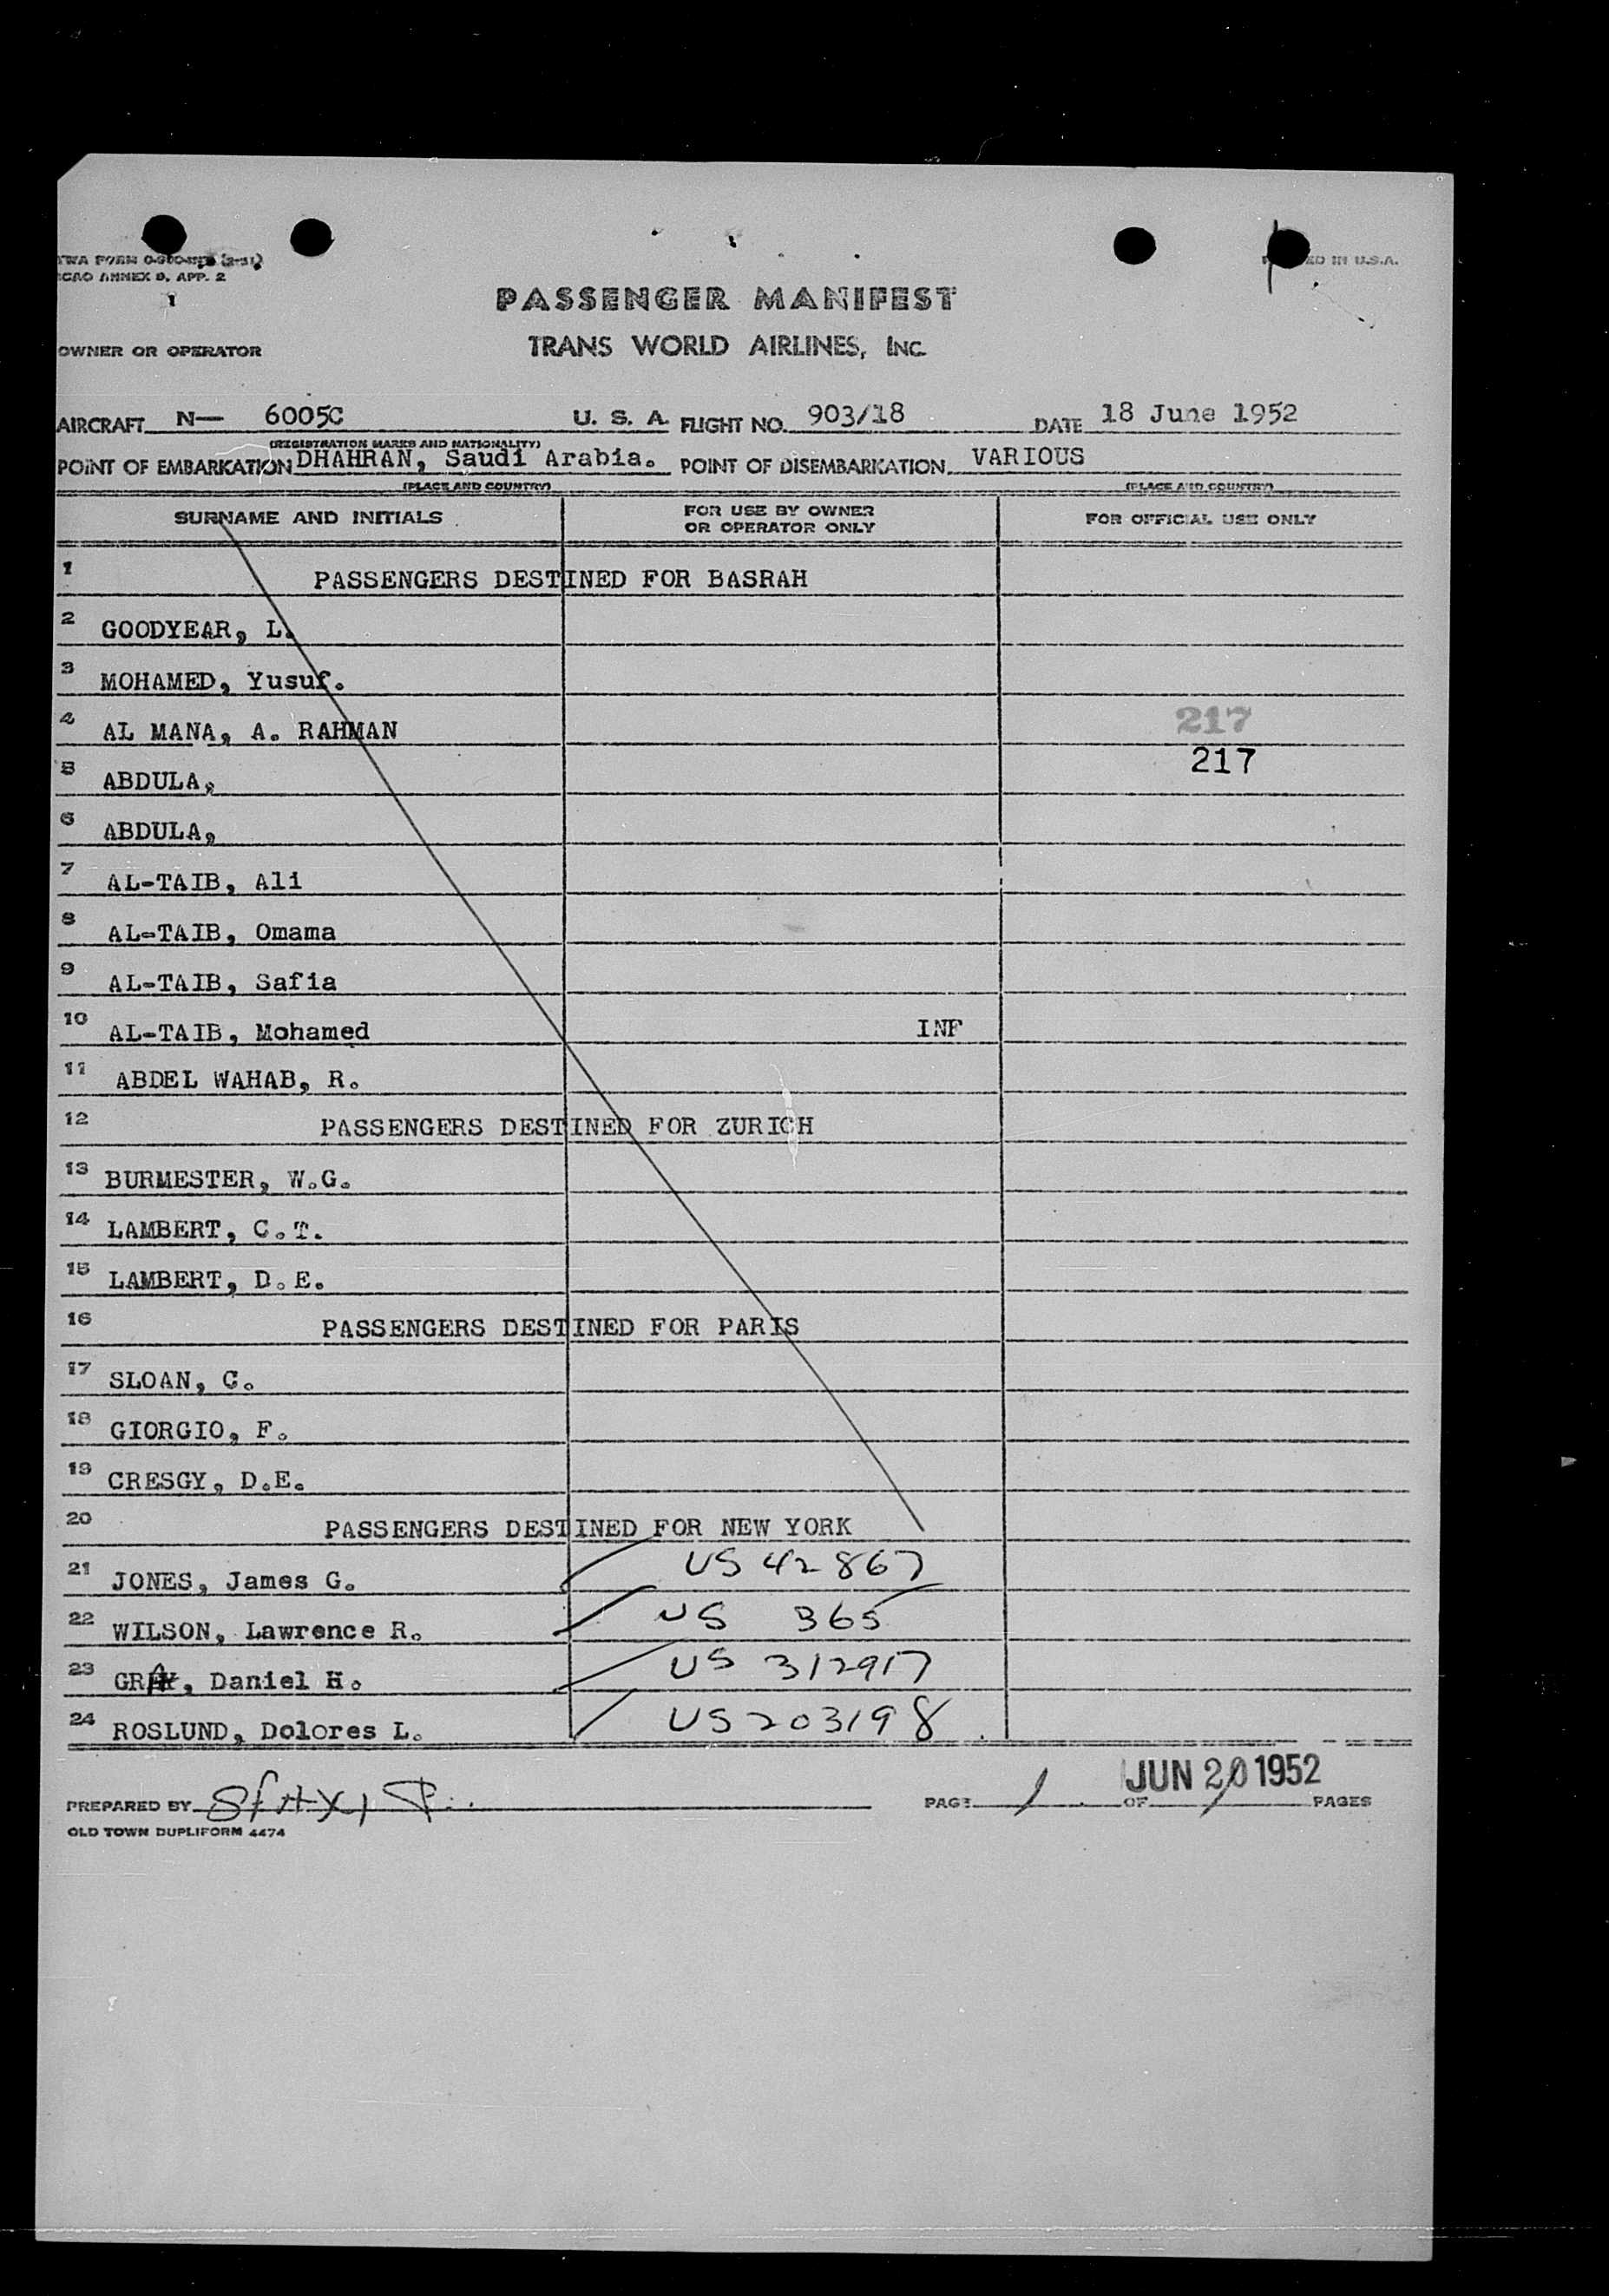 TWA FORM
ICAO ANNEX 9, APP. 2
IN U.S.A.
1
PASSENGER MANIFEST
OWNER OR OPERATOR TRANS WORLD AIRLINES, INC.
AIRCRAFT N— 6005C U. S. A. FLIGHT NO. 903/18 DATE 18 June 1952
(REGISTRATION MARKS AND NATIONALITY)
POINT OF EMBARKATION DHAHRAN, Saudi Arabia. POINT OF DISEMBARKATION VARIOUS
(PLACE AND COUNTRY) (PLACE AND COUNTRY)
SURNAME AND INITIALS FOR USE BY OWNER OR OPERATOR ONLY FOR OFFICIAL USE ONLY
1 PASSENGERS DESTINED FOR BASRAH
2 GOODYEAR, L.
3 MOHAMED, Yusuf.
4 AL MANA, A. RAHMAN 217
5 ABDULA, 217
6 ABDULA,
7 AL-TAIB, Ali
8 AL-TAIB, Omama
9 AL-TAIB, Safia
10 AL-TAIB, Mohamed INF
11 ABDEL WAHAB, R.
12 PASSENGERS DESTINED FOR ZURICH
13 BURMESTER, W.G.
14 LAMBERT, C.T.
15 LAMBERT, D.E.
16 PASSENGERS DESTINED FOR PARIS
17 SLOAN, C.
18 GIORGIO, F.
19 CRESGY, D.E.
20 PASSENGERS DESTINED FOR NEW YORK
21 JONES, James G. US 42867
22 WILSON, Lawrence R. US 365
23 Daniel H. US 312917
24 ROSLUND, Dolores L. US 203198
JUN 20 1952
PREPARED BY PAGE 1 OF 1 PAGES
OLD TOWN DUPLIFORM 4474